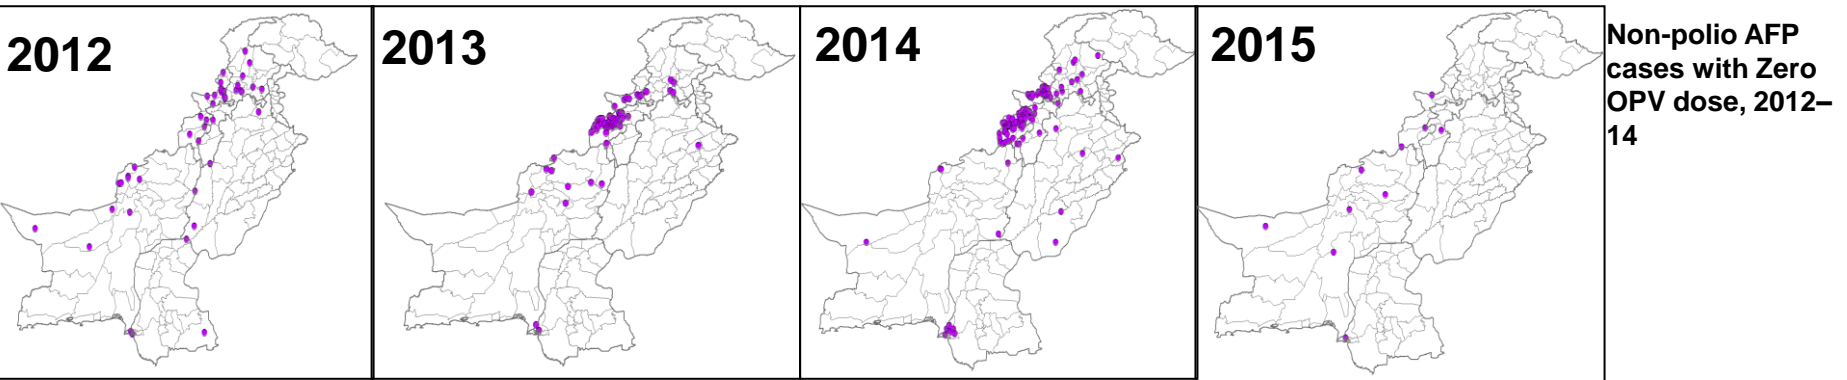 2012
2013
2014
2015
Non-polio AFP
cases with Zero
OPV dose, 2012–
14